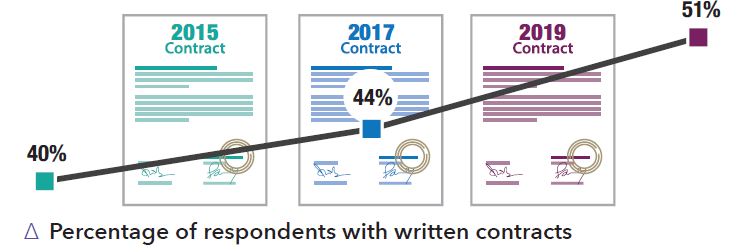 51%
2015
Contract
2017
Contract
2019
Contract
44%
40%
Δ Percentage of respondents with written contracts